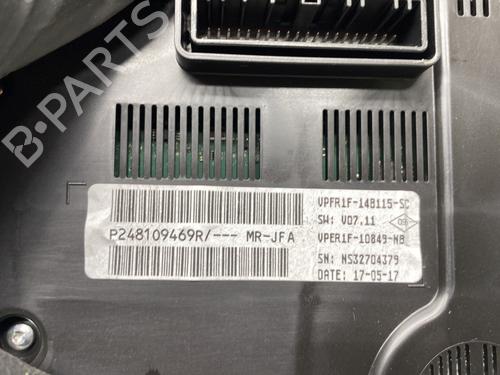 B-PARTS
VPFR1F-14B115-SC
SW: V07.11
P248109469R/--- MR-JFA
VPER1F-10849-NB
SN: NS32704379
DATE: 17-05-17